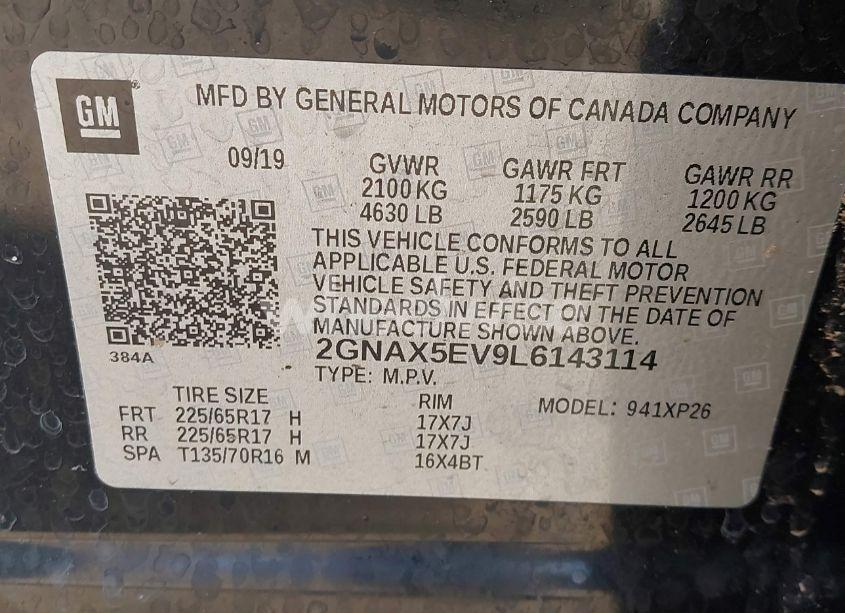 GM
MFD BY GENERAL MOTORS OF CANADA COMPANY
09/19
GVWR
2100 KG
4630 LB
GAWR FRT
1175 KG
2590 LB
GAWR RR
1200 KG
2645 LB
THIS VEHICLE CONFORMS TO ALL
APPLICABLE U.S. FEDERAL MOTOR
VEHICLE SAFETY AND THEFT PREVENTION
STANDARDS IN EFFECT ON THE DATE OF
MANUFACTURE SHOWN ABOVE.
384A
2GNAX5EV9L6143114
TYPE: M.P.V.
TIRE SIZE
RIM
MODEL: 941XP26
FRT 225/65R17 H 17X7J
RR 225/65R17 H 17X7J
SPA T135/70R16 M 16X4BT